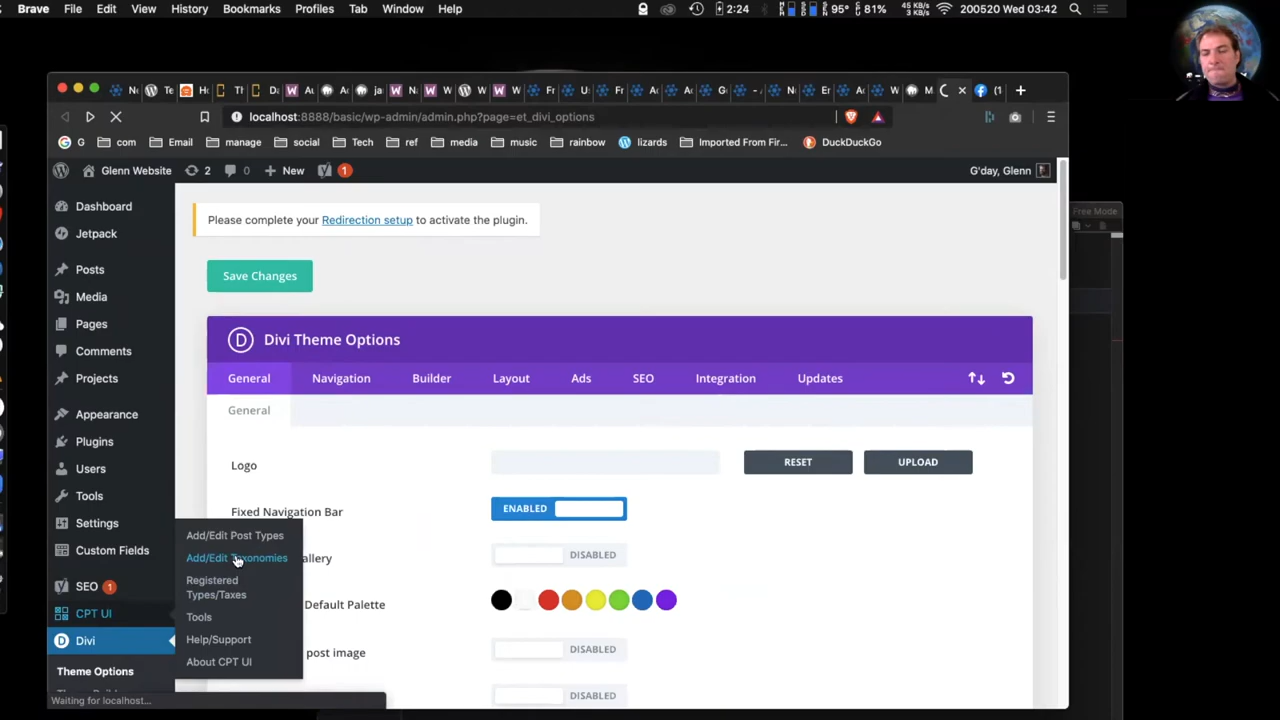 Brave File Edit View History Bookmarks Profiles Tab Window Help 2:24 95° 81% 45 KB/s 3 KB/s 200520 Wed 03:42
localhost:8888/basic/wp-admin/admin.php?page=et_divi_options
G com Email manage social Tech ref media music rainbow lizards Imported From Fir... DuckDuckGo
Glenn Website 2 0 New 1 G'day, Glenn
Free Mode
Dashboard
Jetpack
Posts
Media
Pages
Comments
Projects
Appearance
Plugins
Users
Tools
Settings
Custom Fields
SEO 1
CPT UI
Divi
Theme Options
Waiting for localhost...
Add/Edit Post Types
Add/Edit Taxonomies
Registered
Types/Taxes
Tools
Help/Support
About CPT UI
Please complete your Redirection setup to activate the plugin.
Save Changes
D Divi Theme Options
General Navigation Builder Layout Ads SEO Integration Updates
General
Logo RESET UPLOAD
Fixed Navigation Bar ENABLED
allery DISABLED
Default Palette
post image DISABLED
DISABLED